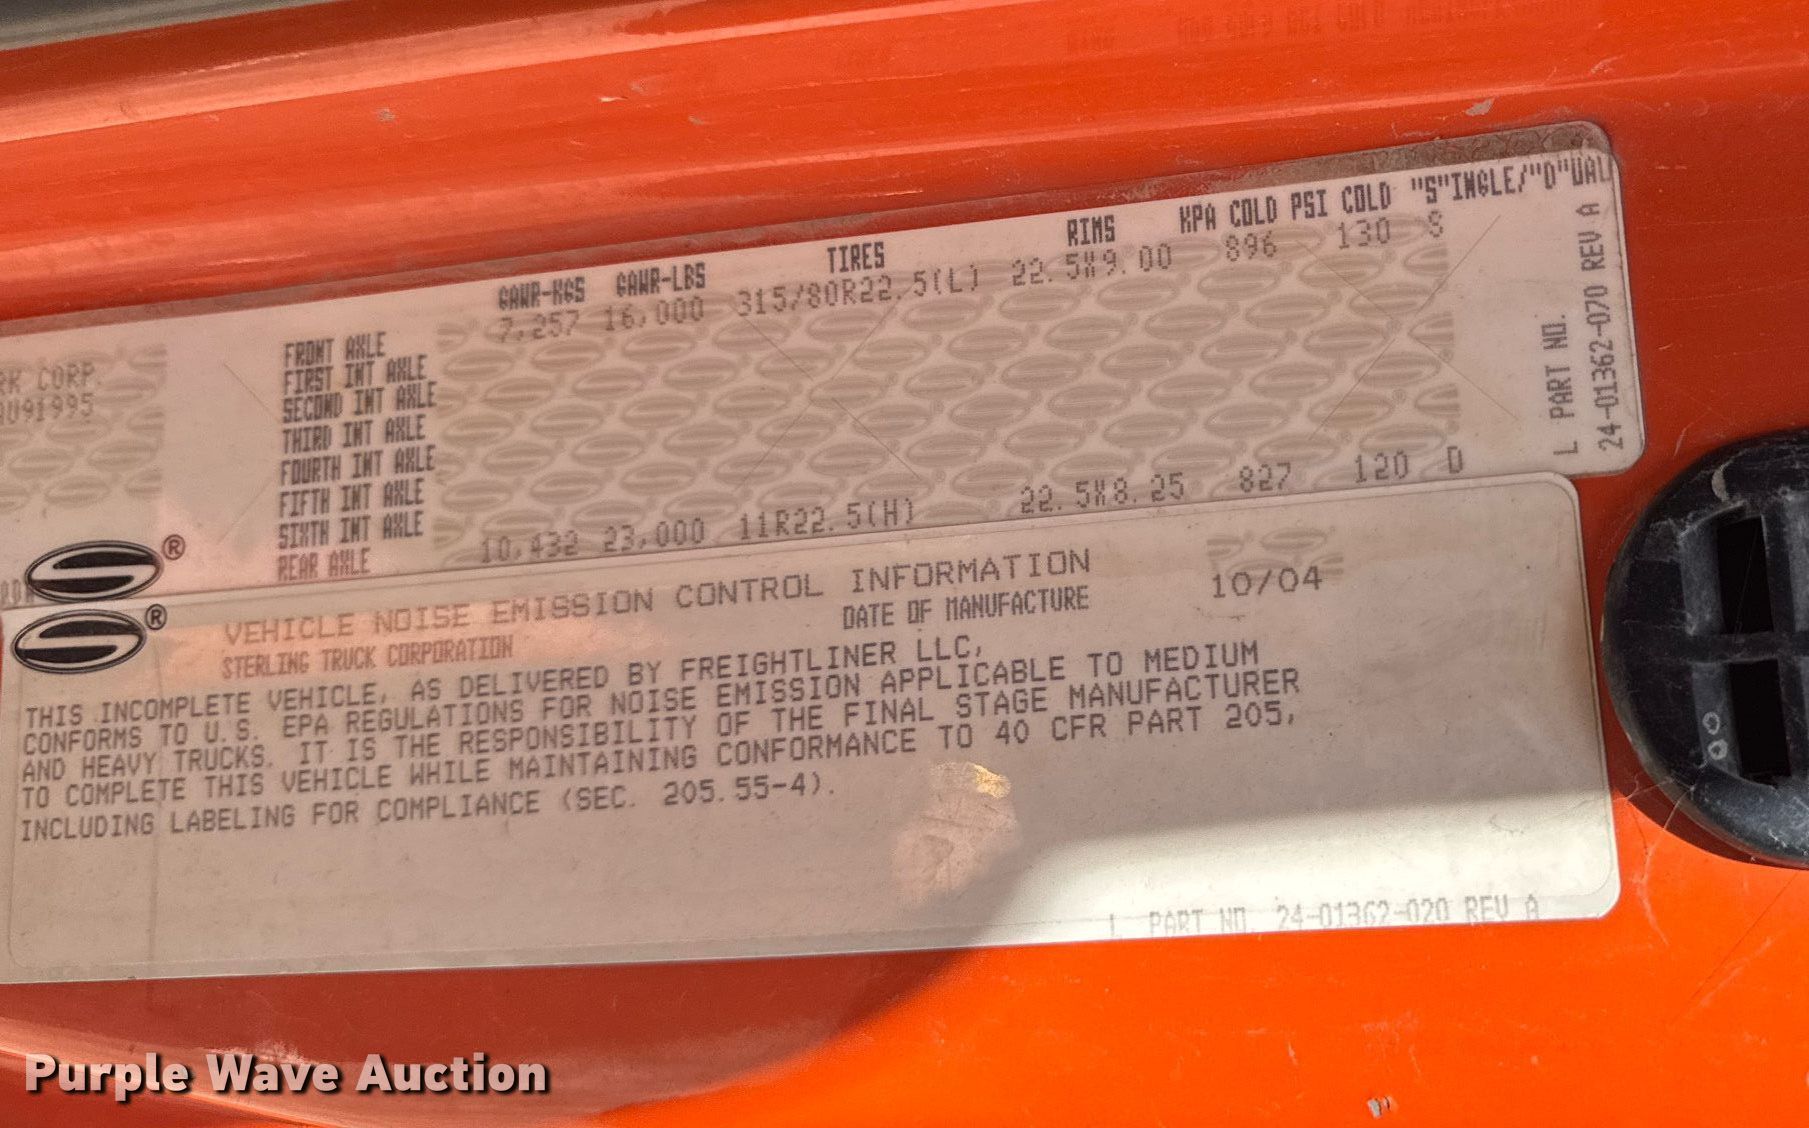 GAWR-KGS GAWR-LBS TIRES RIMS KPA COLD PSI COLD "S"INGLE/"D"UAL
FRONT AXLE 7,257 16,000 315/80R22.5(L) 22.5X9.00 896 130 S
FIRST INT AXLE
SECOND INT AXLE
THIRD INT AXLE
FOURTH INT AXLE
FIFTH INT AXLE
SIXTH INT AXLE
REAR AXLE 10,432 23,000 11R22.5(H) 22.5X8.25 827 120 D
RK CORP.
U91995
L PART NO.
24-01362-070 REV A
®
®
VEHICLE NOISE EMISSION CONTROL INFORMATION
STERLING TRUCK CORPORATION DATE OF MANUFACTURE 10/04
THIS INCOMPLETE VEHICLE, AS DELIVERED BY FREIGHTLINER LLC,
CONFORMS TO U.S. EPA REGULATIONS FOR NOISE EMISSION APPLICABLE TO MEDIUM
AND HEAVY TRUCKS. IT IS THE RESPONSIBILITY OF THE FINAL STAGE MANUFACTURER
TO COMPLETE THIS VEHICLE WHILE MAINTAINING CONFORMANCE TO 40 CFR PART 205,
INCLUDING LABELING FOR COMPLIANCE (SEC. 205.55-4).
L PART NO. 24-01362-020 REV A
Purple Wave Auction